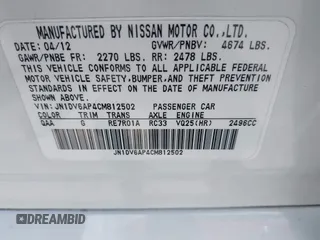 MANUFACTURED BY NISSAN MOTOR CO.,LTD.
DATE: 04/12 GVWR/PNBV: 4674 LBS.
GAWR/PNBE FR: 2270 LBS. RR: 2478 LBS.
THIS VEHICLE CONFORMS TO ALL APPLICABLE FEDERAL
MOTOR VEHICLE SAFETY, BUMPER, AND THEFT PREVENTION
STANDARDS IN EFFECT ON THE DATE OF MANUFACTURE
SHOWN ABOVE.
VIN: JN1DV6AP4CM812502 PASSENGER CAR
COLOR TRIM TRANS AXLE ENGINE
QAA G RE7R01A RC33 VQ25(HR) 2496CC
JN1DV6AP4CM812502
DREAMBID
DREAMBID.COM